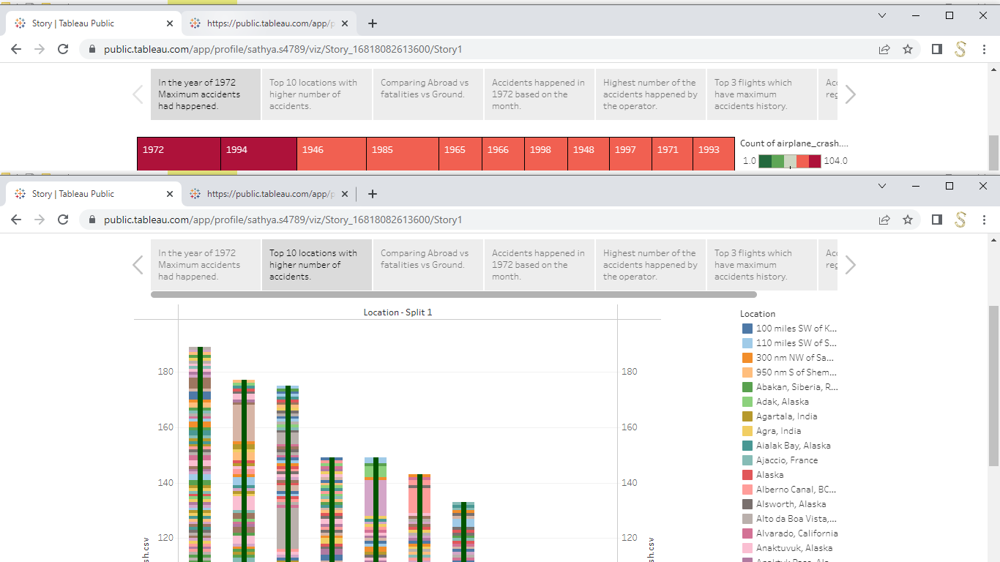 Story | Tableau Public
https://public.tableau.com/app/p
public.tableau.com/app/profile/sathya.s4789/viz/Story_16818082613600/Story1
In the year of 1972
Maximum accidents
had happened.
Top 10 locations with
higher number of
accidents.
Comparing Abroad vs
fatalities vs Ground.
Accidents happened in
1972 based on the
month.
Highest number of the
accidents happened by
the operator.
Top 3 flights which
have maximum
accidents history.
Acc
reg
1972 1994 1946 1985 1965 1966 1998 1948 1997 1971 1993
Count of airplane_crash....
1.0 104.0
Story | Tableau Public
https://public.tableau.com/app/p
public.tableau.com/app/profile/sathya.s4789/viz/Story_16818082613600/Story1
In the year of 1972
Maximum accidents
had happened.
Top 10 locations with
higher number of
accidents.
Comparing Abroad vs
fatalities vs Ground.
Accidents happened in
1972 based on the
month.
Highest number of the
accidents happened by
the operator.
Top 3 flights which
have maximum
accidents history.
Acc
reg
Location - Split 1
180 180
160 160
140 140
120 120
sh.csv
sh.csv
Location
100 miles SW of K...
110 miles SW of S...
300 nm NW of Sa...
950 nm S of Shem...
Abakan, Siberia, R...
Adak, Alaska
Agartala, India
Agra, India
Aialak Bay, Alaska
Ajaccio, France
Alaska
Alberno Canal, BC...
Alsworth, Alaska
Alto da Boa Vista,...
Alvarado, California
Anaktuvuk, Alaska